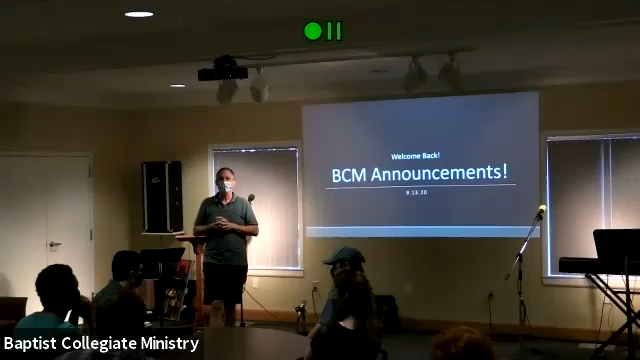 Welcome Back!
BCM Announcements!
9.13.20
Baptist Collegiate Ministry